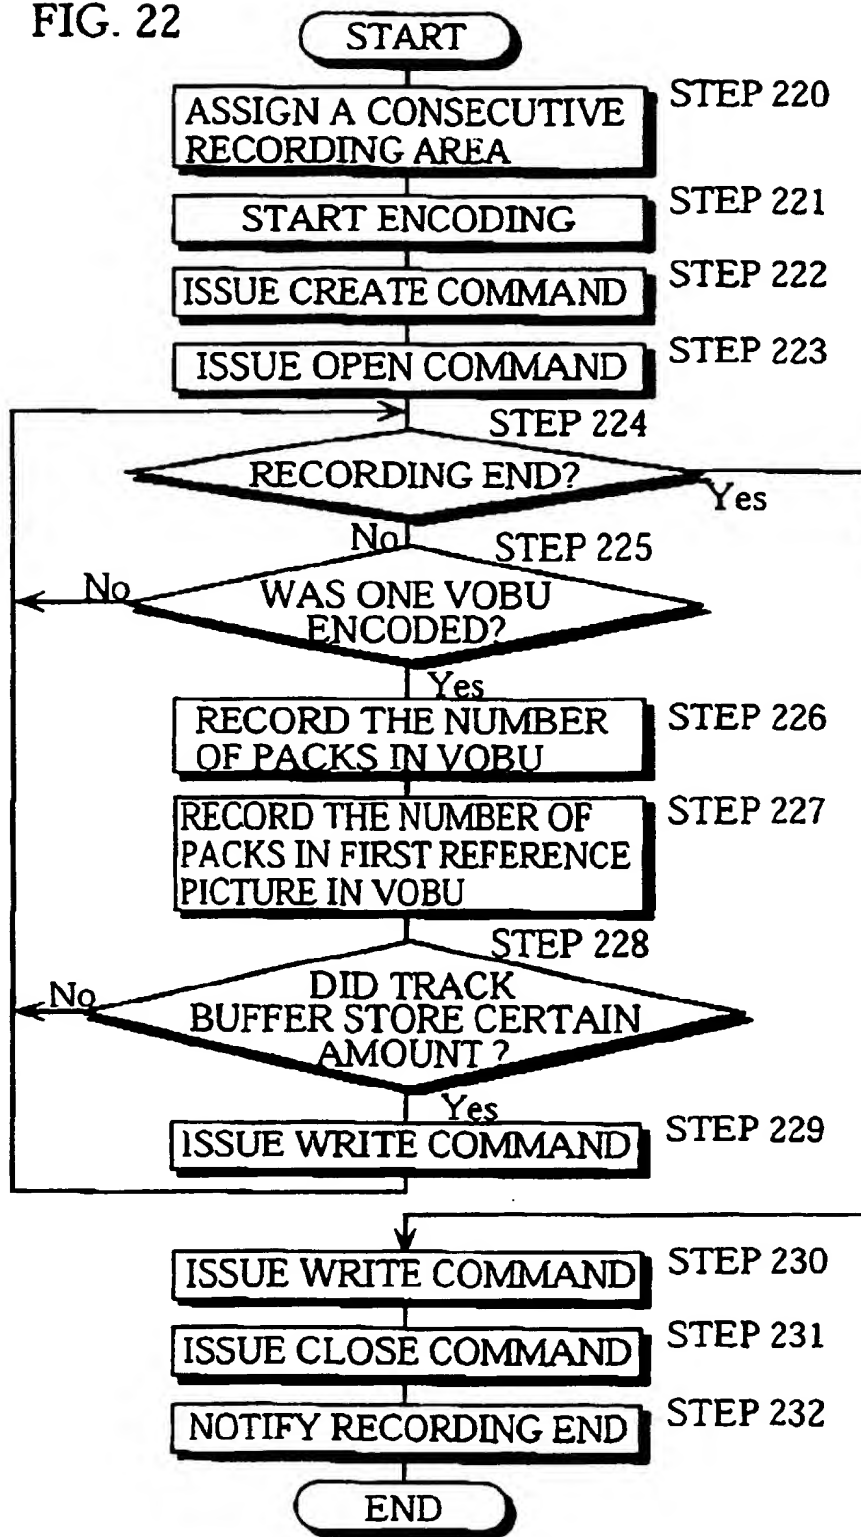 FIG. 22
START
STEP 220
ASSIGN A CONSECUTIVE
RECORDING AREA
STEP 221
START ENCODING
STEP 222
ISSUE CREATE COMMAND
STEP 223
ISSUE OPEN COMMAND
STEP 224
RECORDING END?
Yes
No
STEP 225
No
WAS ONE VOBU
ENCODED?
Yes
STEP 226
RECORD THE NUMBER
OF PACKS IN VOBU
STEP 227
RECORD THE NUMBER OF
PACKS IN FIRST REFERENCE
PICTURE IN VOBU
STEP 228
No
DID TRACK
BUFFER STORE CERTAIN
AMOUNT ?
Yes
STEP 229
ISSUE WRITE COMMAND
STEP 230
ISSUE WRITE COMMAND
STEP 231
ISSUE CLOSE COMMAND
STEP 232
NOTIFY RECORDING END
END